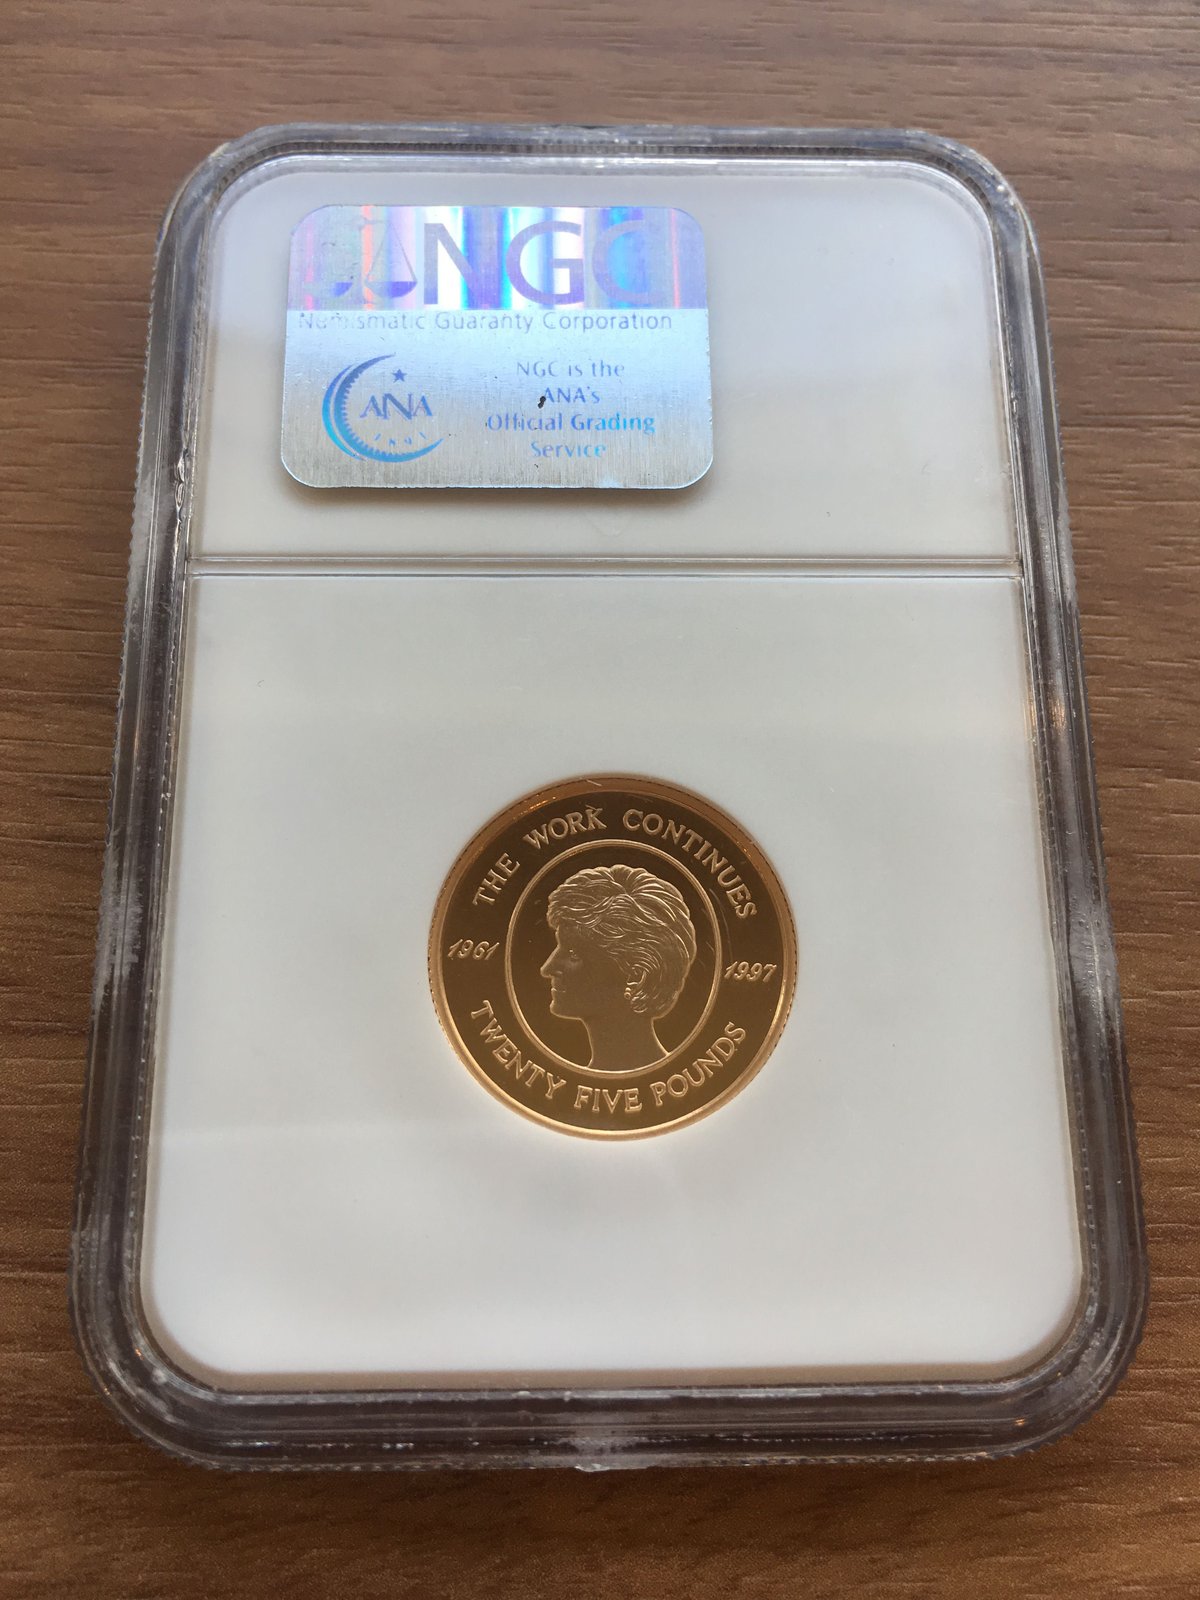 NGC
Numismatic Guaranty Corporation
NGC is the
ANA's
Official Grading
Service
ANA
1891
THE WORK CONTINUES
1961
1997
TWENTY FIVE POUNDS